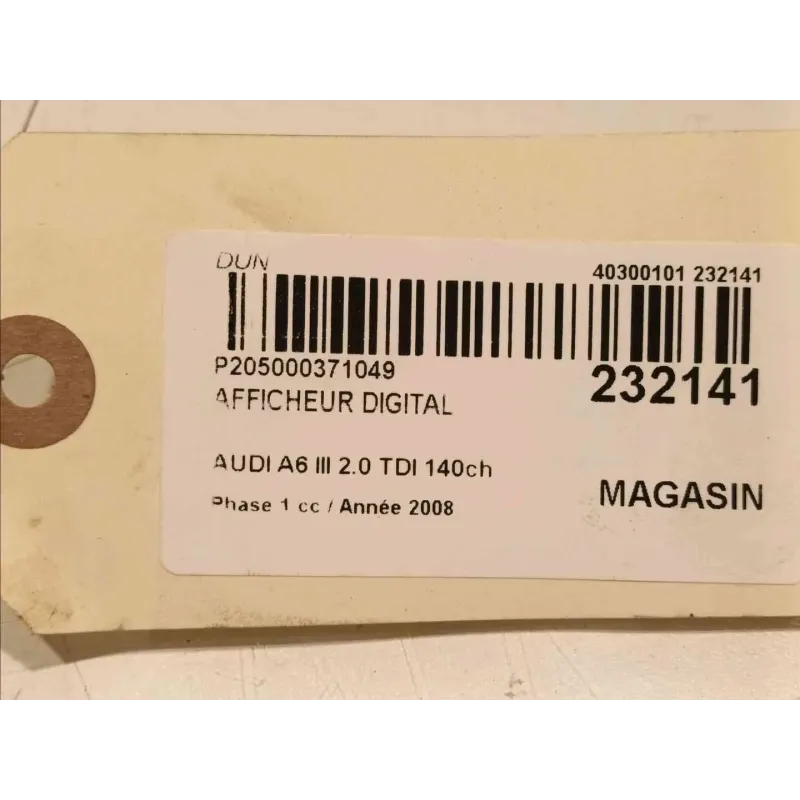 DUN
40300101 232141
P205000371049
232141
AFFICHEUR DIGITAL
AUDI A6 III 2.0 TDI 140ch
MAGASIN
Phase 1 cc / Année 2008